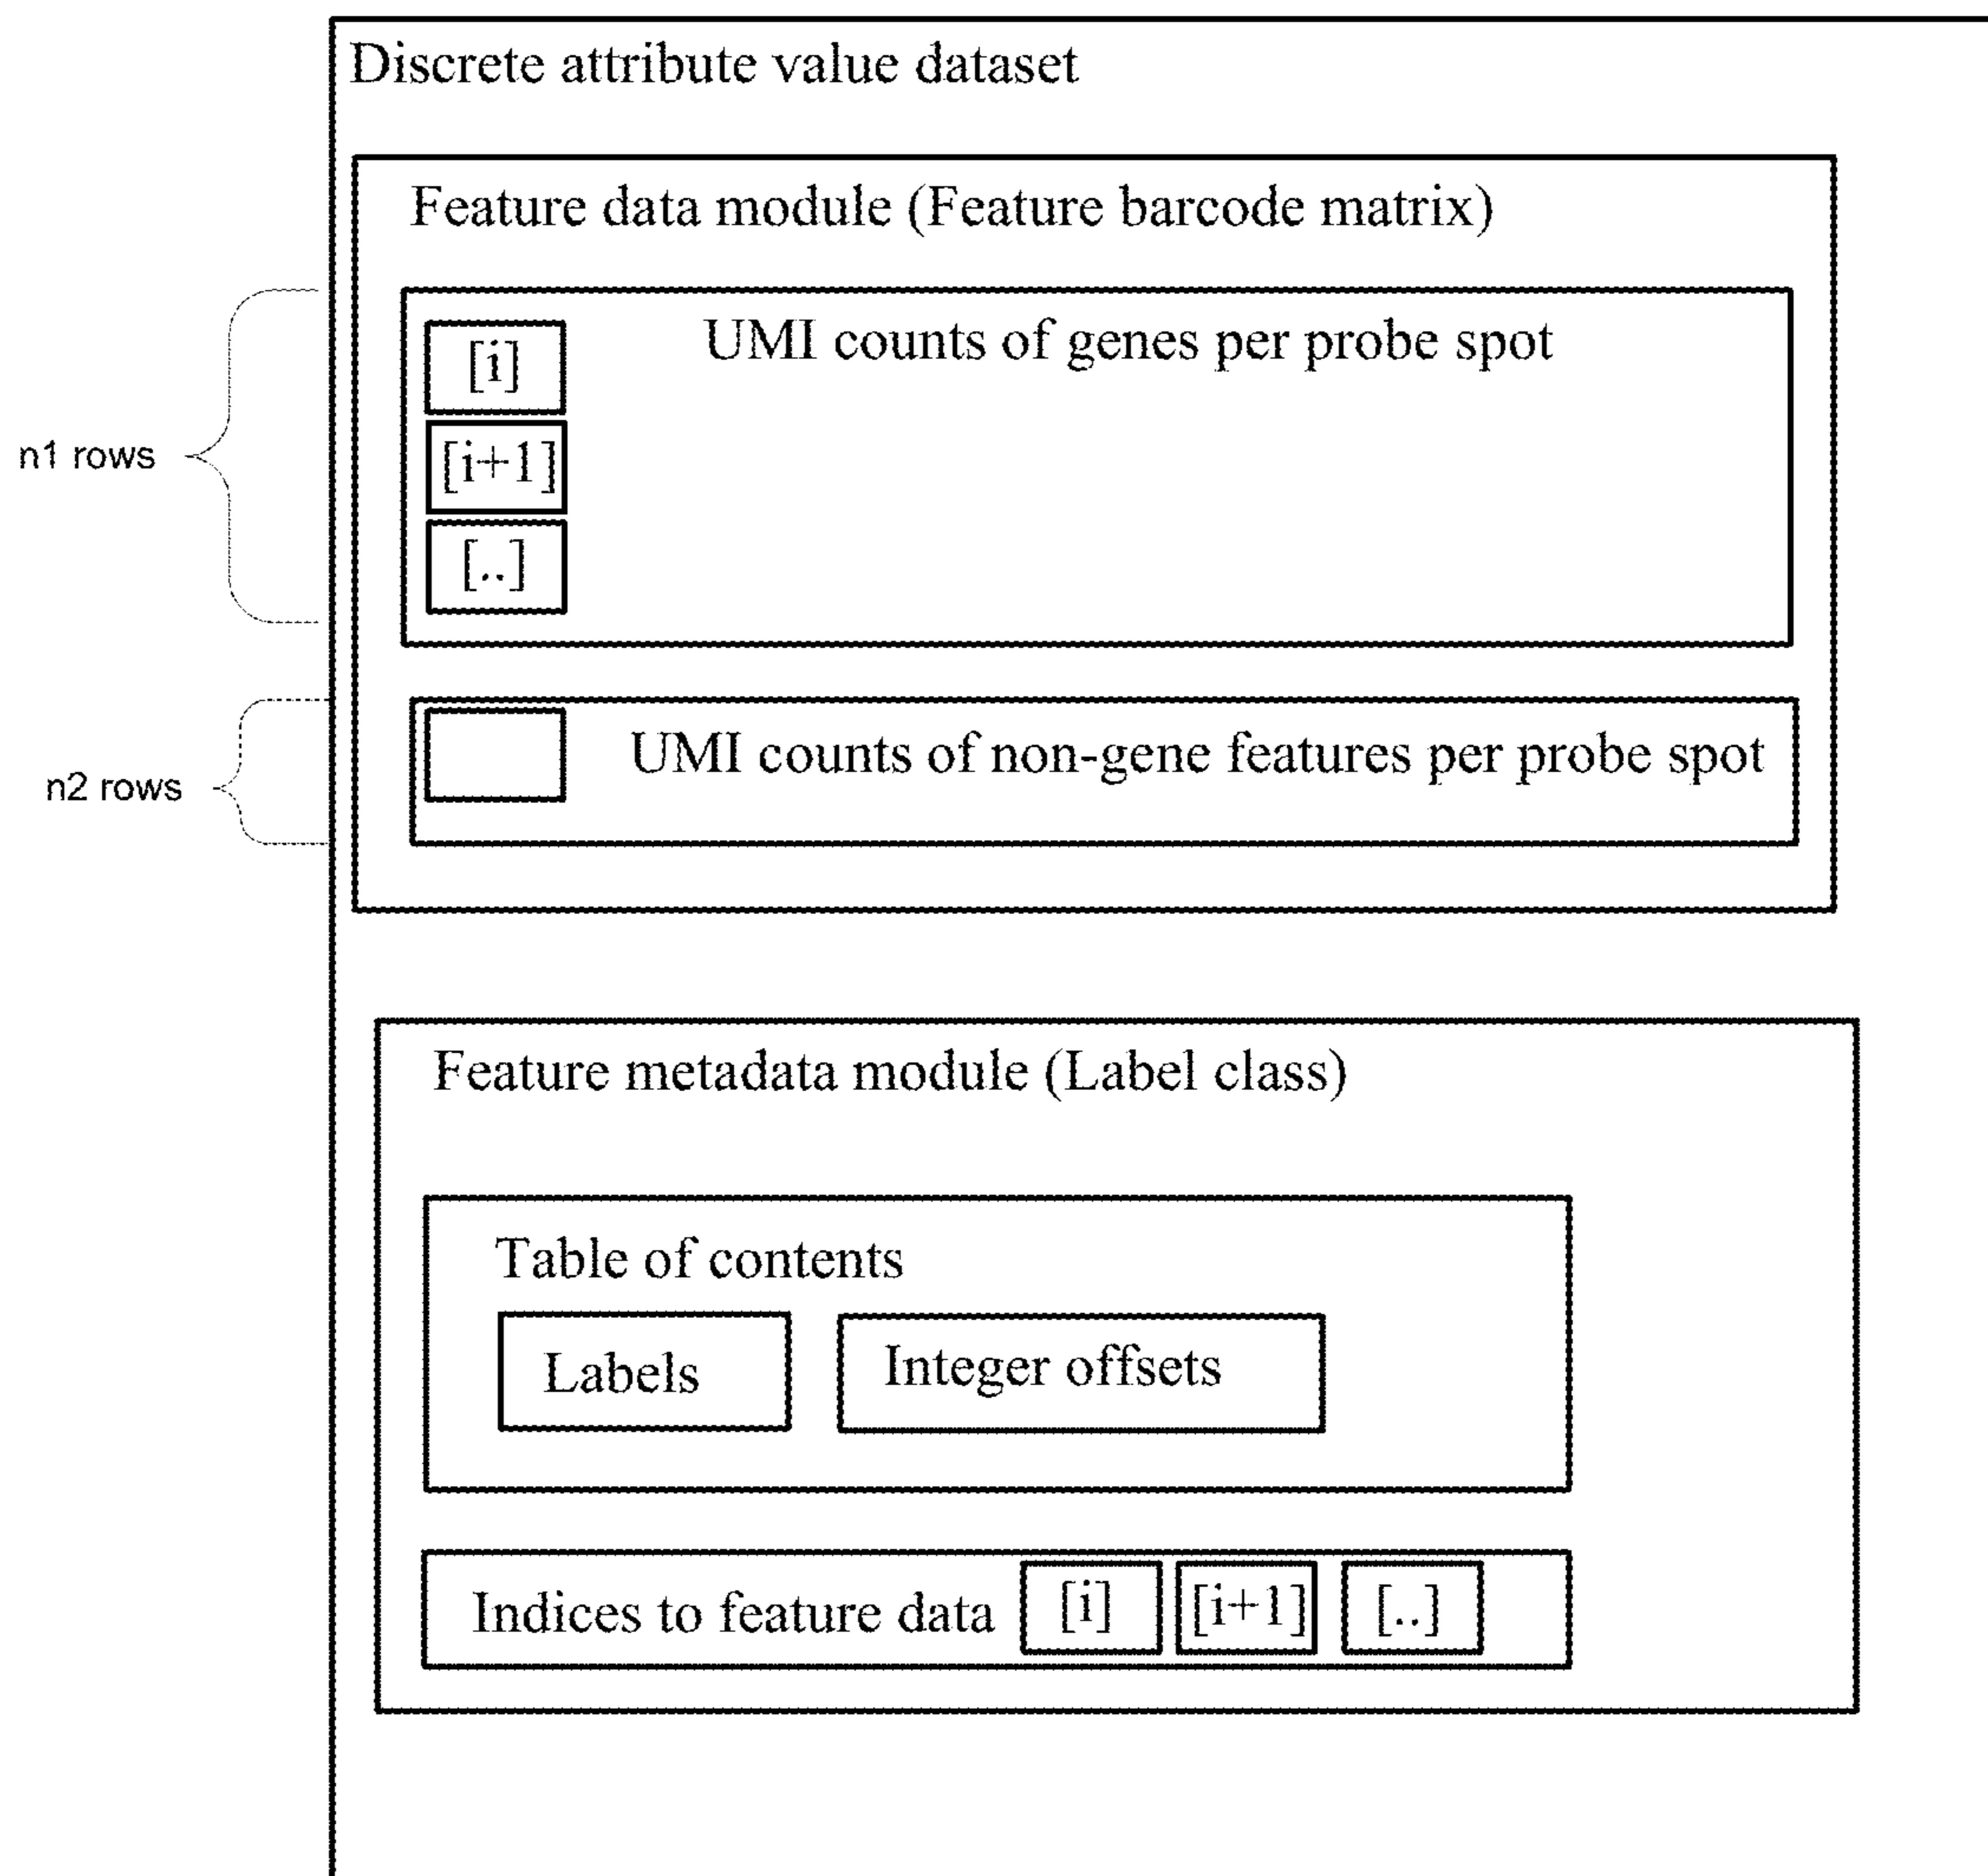 Discrete attribute value dataset
Feature data module (Feature barcode matrix)
n1 rows
[i]
UMI counts of genes per probe spot
[i+1]
[..]
n2 rows
UMI counts of non-gene features per probe spot
Feature metadata module (Label class)
Table of contents
Labels
Integer offsets
Indices to feature data [i] [i+1] [..]